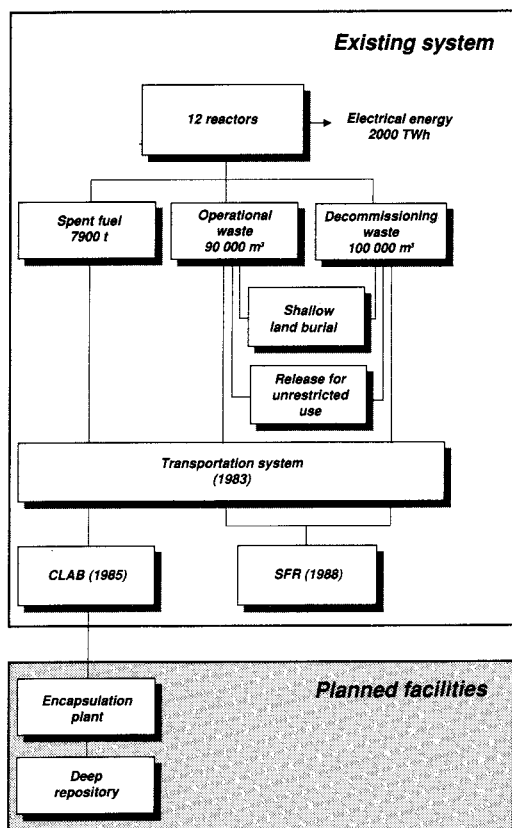 Existing system
12 reactors
Electrical energy
2000 TWh
Spent fuel
7900 t
Operational
waste
90 000 m³
Decommissioning
waste
100 000 m³
Shallow
land burial
Release for
unrestricted
use
Transportation system
(1983)
CLAB (1985)
SFR (1988)
Planned facilities
Encapsulation
plant
Deep
repository